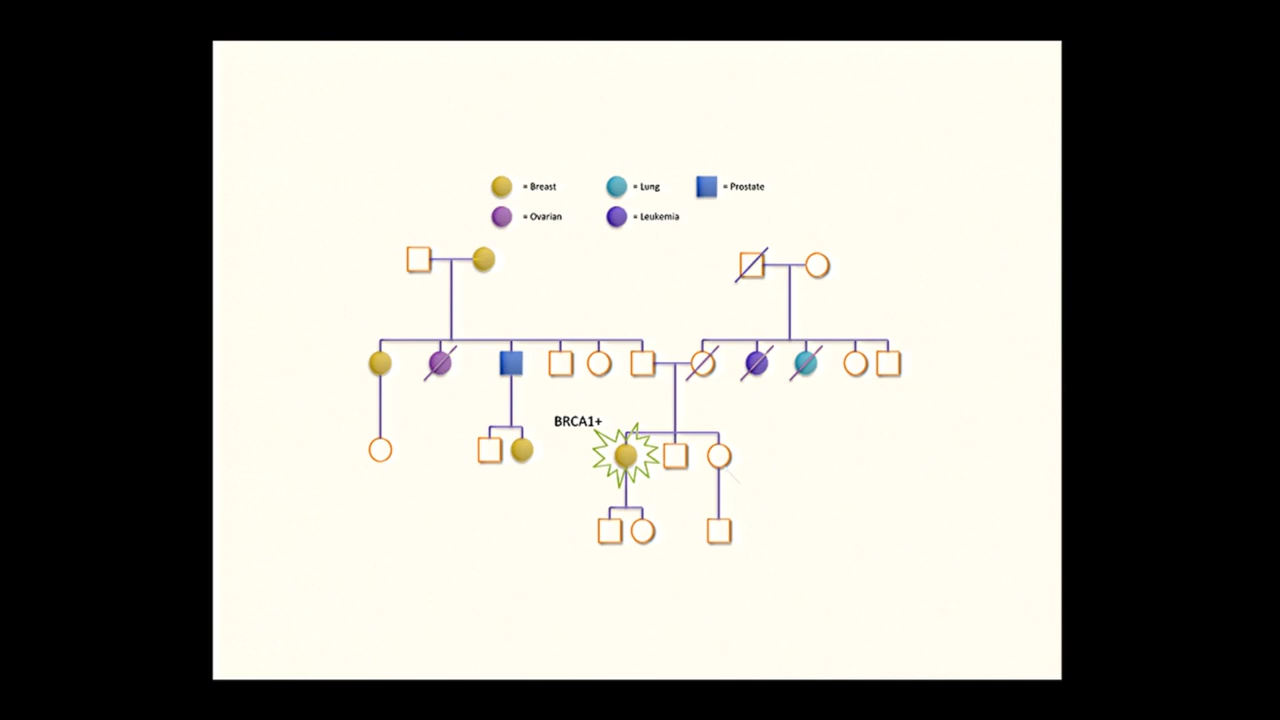 = Breast = Lung = Prostate
= Ovarian = Leukemia
BRCA1+